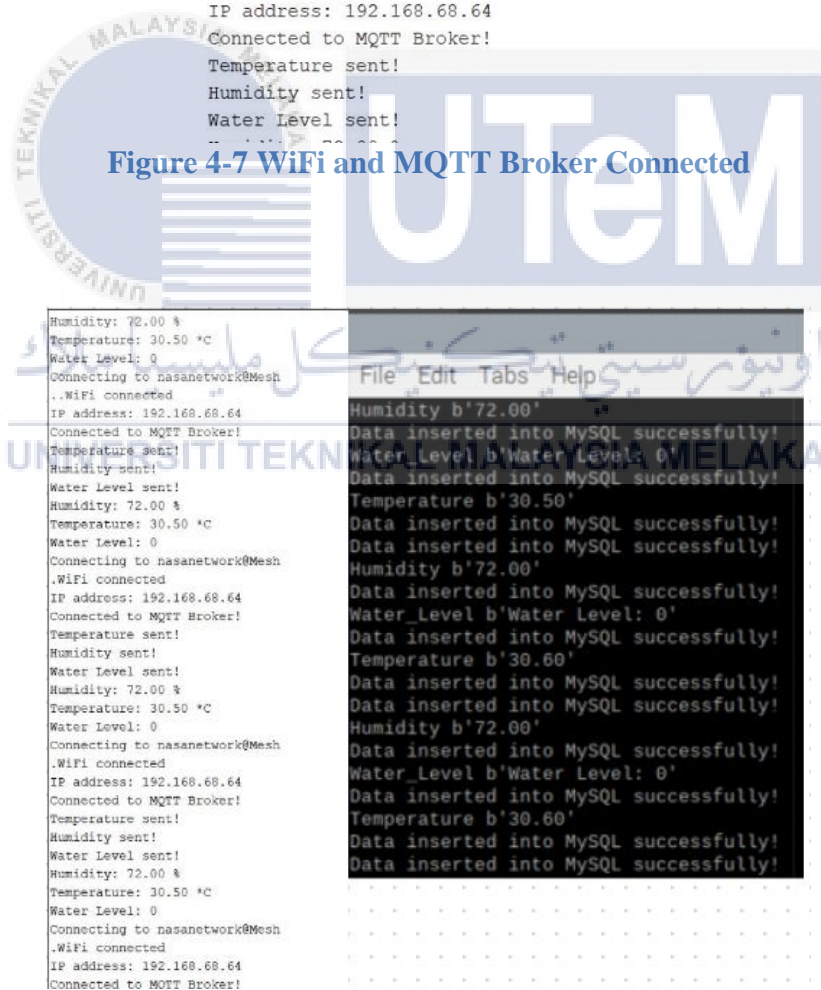 IP address: 192.168.68.64
Connected to MQTT Broker!
Temperature sent!
Humidity sent!
Water Level sent!
Figure 4-7 WiFi and MQTT Broker Connected
UTeM
UNIVERSITI TEKNIKAL MALAYSIA MELAKA
اونيۏرسيتي تيكنيكل مليسيا ملاك
Humidity: 72.00 %
Temperature: 30.50 *C
Water Level: 0
Connecting to nasanetwork@Mesh
..WiFi connected
IP address: 192.168.68.64
Connected to MQTT Broker!
Temperature sent!
Humidity sent!
Water Level sent!
Humidity: 72.00 %
Temperature: 30.50 *C
Water Level: 0
Connecting to nasanetwork@Mesh
.WiFi connected
IP address: 192.168.68.64
Connected to MQTT Broker!
Temperature sent!
Humidity sent!
Water Level sent!
Humidity: 72.00 %
Temperature: 30.50 *C
Water Level: 0
Connecting to nasanetwork@Mesh
.WiFi connected
IP address: 192.168.68.64
Connected to MQTT Broker!
Temperature sent!
Humidity sent!
Water Level sent!
Humidity: 72.00 %
Temperature: 30.50 *C
Water Level: 0
Connecting to nasanetwork@Mesh
.WiFi connected
IP address: 192.168.68.64
Connected to MQTT Broker!
File Edit Tabs Help
Humidity b'72.00'
Data inserted into MySQL successfully!
Water_Level b'Water Level: 0'
Data inserted into MySQL successfully!
Temperature b'30.50'
Data inserted into MySQL successfully!
Data inserted into MySQL successfully!
Humidity b'72.00'
Data inserted into MySQL successfully!
Water_Level b'Water Level: 0'
Data inserted into MySQL successfully!
Temperature b'30.60'
Data inserted into MySQL successfully!
Data inserted into MySQL successfully!
Humidity b'72.00'
Data inserted into MySQL successfully!
Water_Level b'Water Level: 0'
Data inserted into MySQL successfully!
Temperature b'30.60'
Data inserted into MySQL successfully!
Data inserted into MySQL successfully!